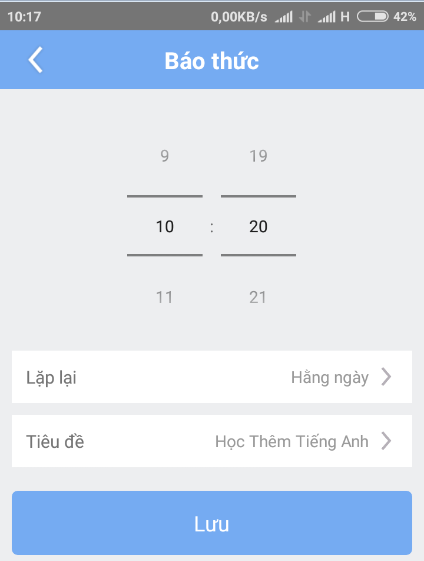 10:17 0,00KB/s H 42%
Báo thức
9 19
10 : 20
11 21
Lặp lại Hằng ngày
Tiêu đề Học Thêm Tiếng Anh
Lưu